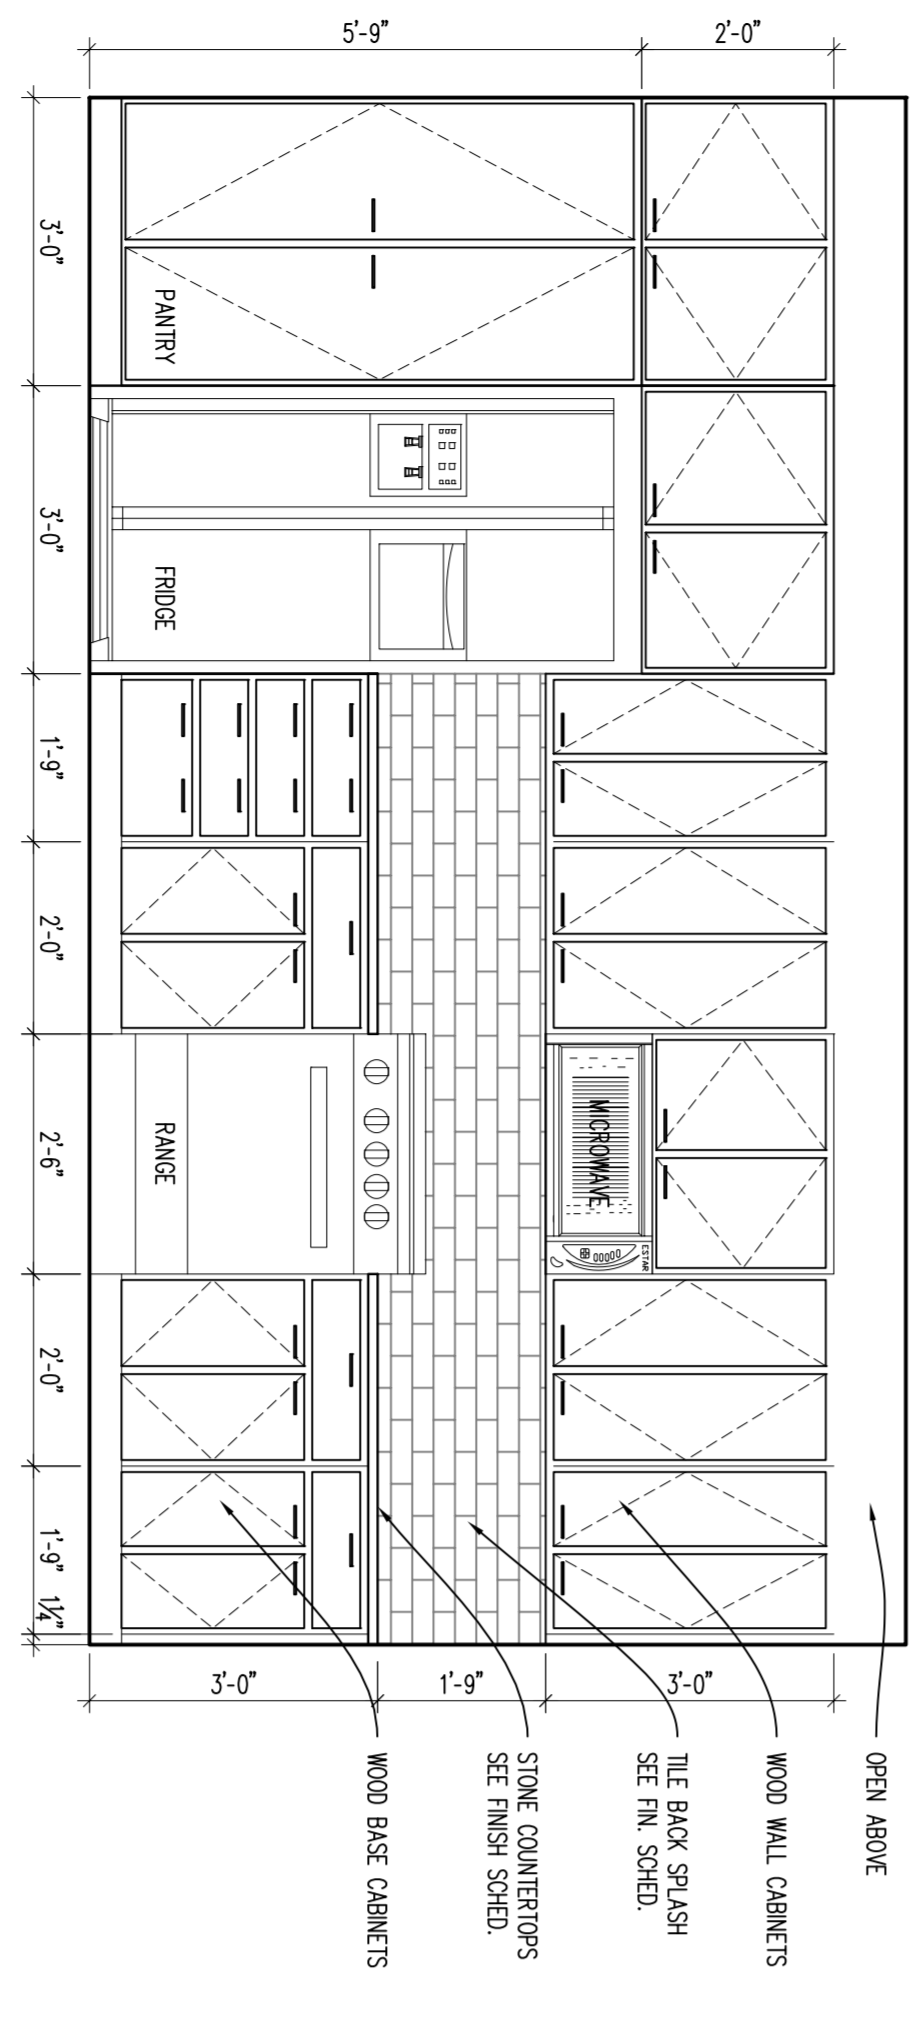 2'-0"
5'-9"
PANTRY
FRIDGE
RANGE
MICROWAVE
ESTAR
3'-0"
3'-0"
1'-9"
2'-0"
2'-6"
2'-0"
1'-9"
1¼"
3'-0"
1'-9"
3'-0"
OPEN ABOVE
WOOD WALL CABINETS
TILE BACK SPLASH
SEE FIN. SCHED.
STONE COUNTERTOPS
SEE FINISH SCHED.
WOOD BASE CABINETS